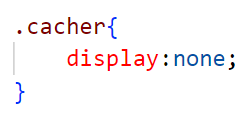 .cacher{
    display:none;
}